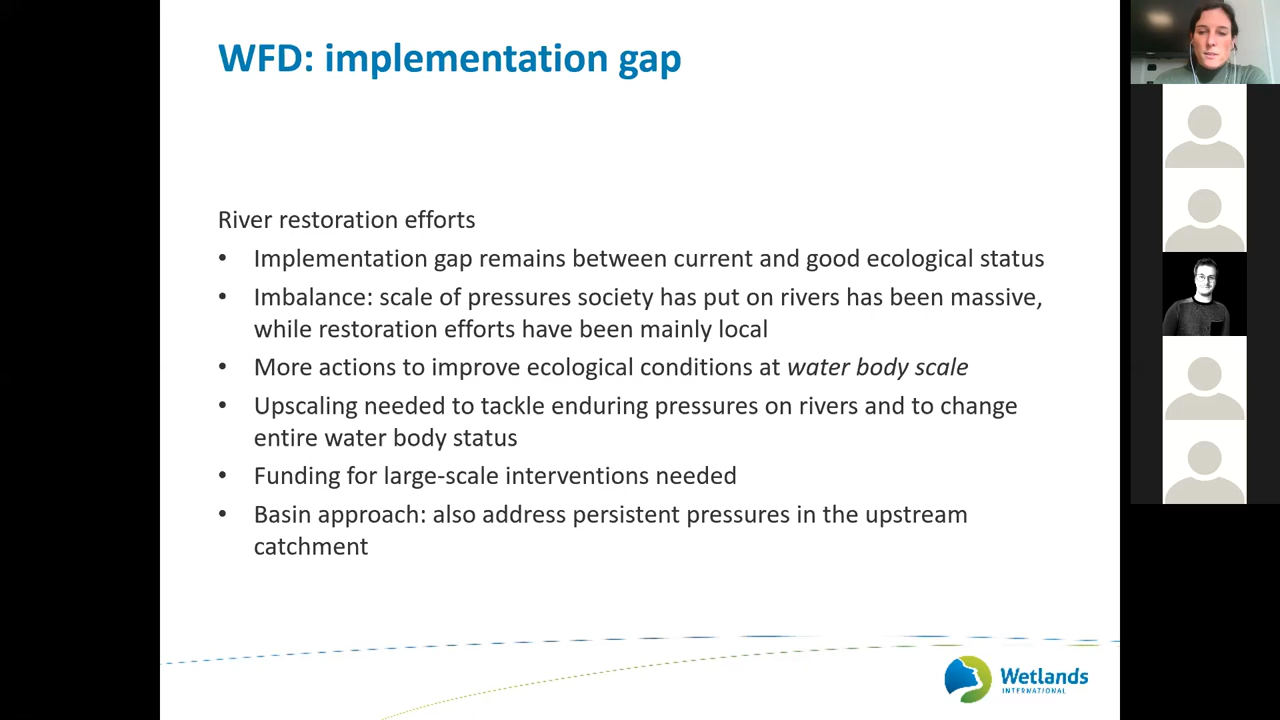 WFD: implementation gap
River restoration efforts
• Implementation gap remains between current and good ecological status
• Imbalance: scale of pressures society has put on rivers has been massive,
while restoration efforts have been mainly local
• More actions to improve ecological conditions at water body scale
• Upscaling needed to tackle enduring pressures on rivers and to change
entire water body status
• Funding for large-scale interventions needed
• Basin approach: also address persistent pressures in the upstream
catchment
Wetlands
INTERNATIONAL